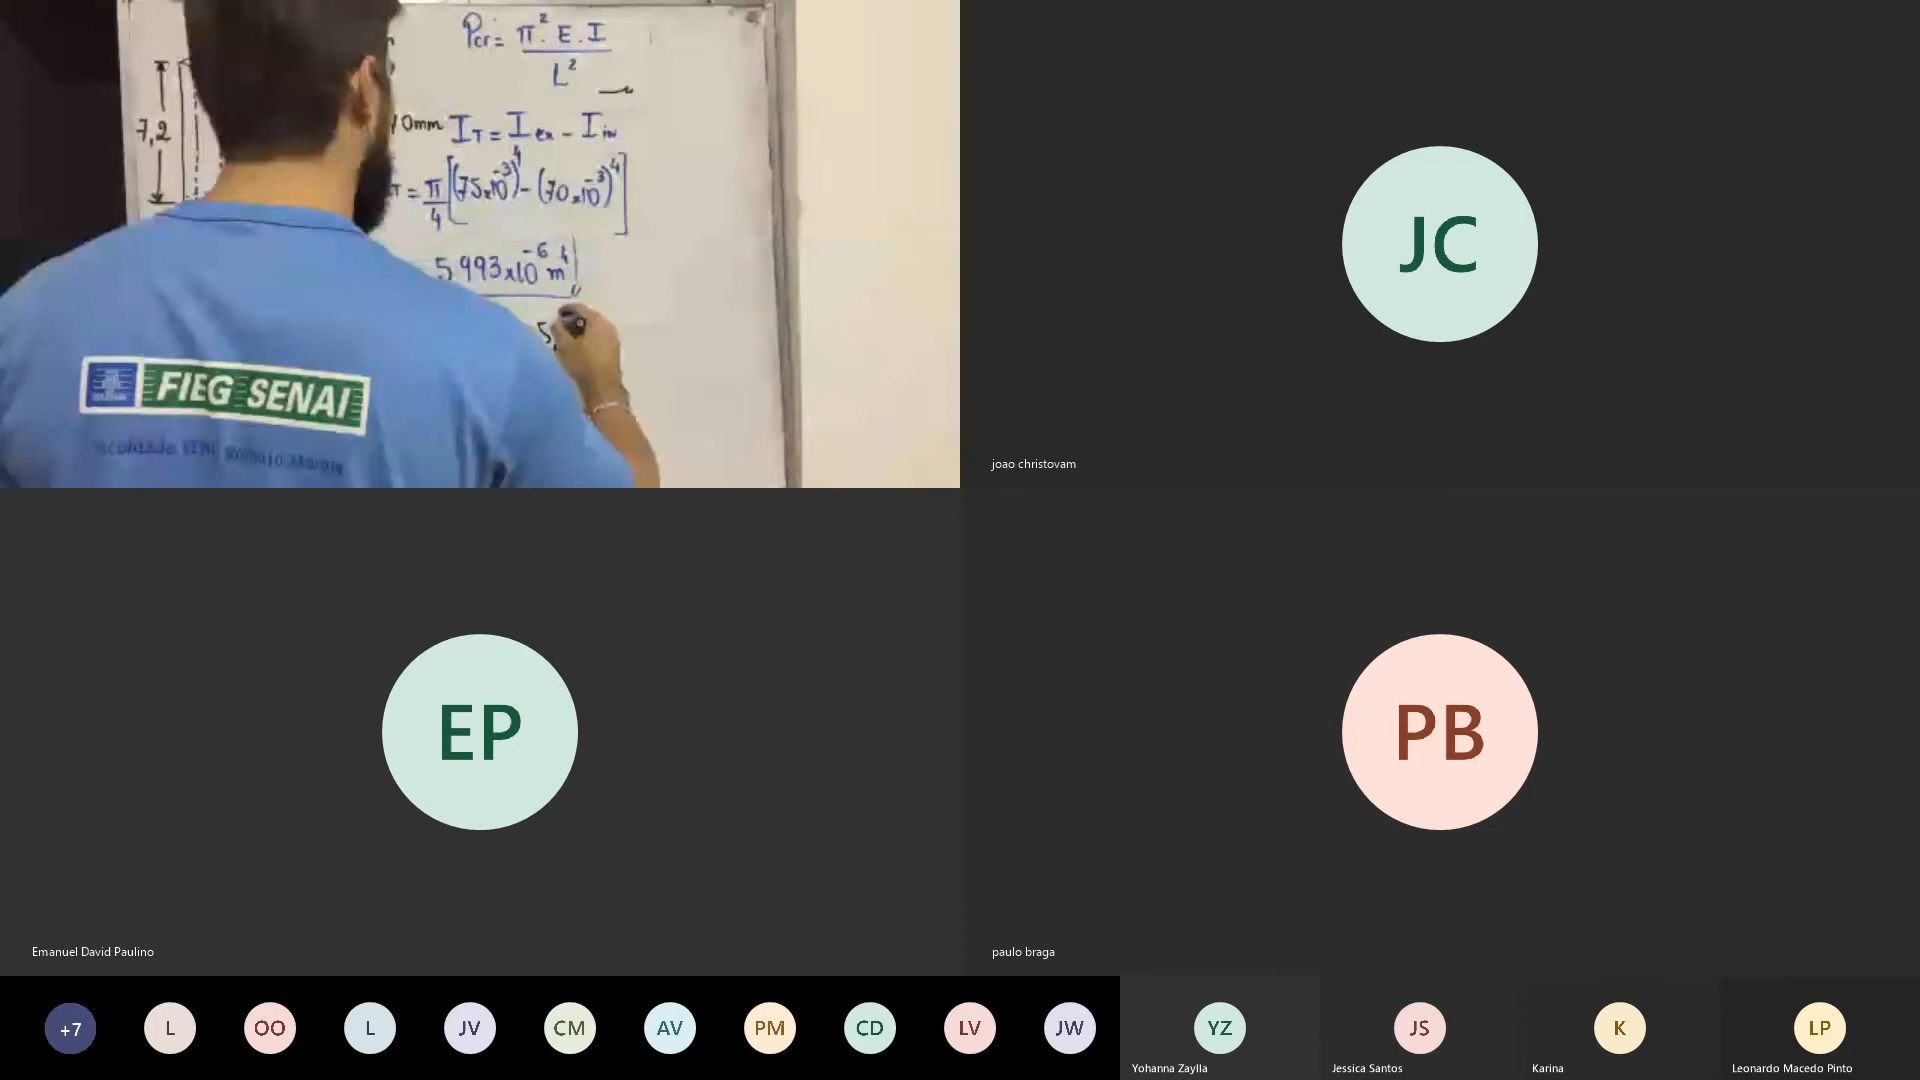 Pcr = π² . E . I
L²
7,2
0mm I_T = I_ex - I_in
T = π/4 [(75x10⁻³)⁴ - (70x10⁻³)⁴]
5,993x10⁻⁶ m⁴
5,
FIEG SENAI
JC
joao christovam
EP
PB
Emanuel David Paulino
paulo braga
+7
L
OO
L
JV
CM
AV
PM
CD
LV
JW
YZ
JS
K
LP
Yohanna Zaylla
Jessica Santos
Karina
Leonardo Macedo Pinto